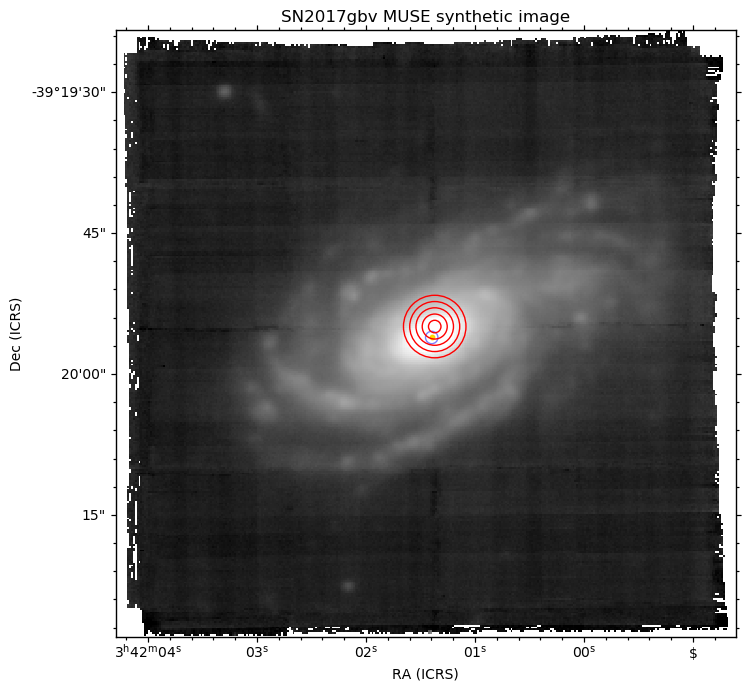 SN2017gbv MUSE synthetic image
-39°19'30"
45"
20'00"
15"
Dec (ICRS)
3ʰ42ᵐ04ˢ 03ˢ 02ˢ 01ˢ 00ˢ $
RA (ICRS)